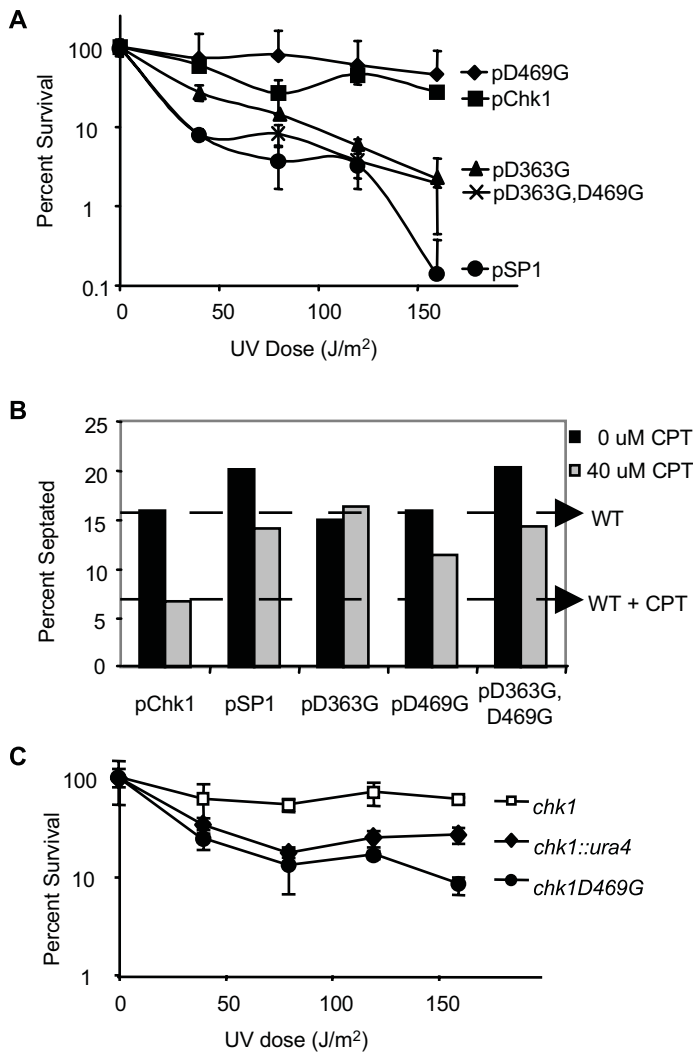 A
Percent Survival
100
10
1
0.1
0
50
100
150
UV Dose (J/m²)
pD469G
pChk1
pD363G
pD363G,D469G
pSP1
B
Percent Septated
25
20
15
10
5
0
pChk1
pSP1
pD363G
pD469G
pD363G,
D469G
0 uM CPT
40 uM CPT
WT
WT + CPT
C
Percent Survival
100
10
1
0
50
100
150
UV dose (J/m²)
chk1
chk1::ura4
chk1D469G